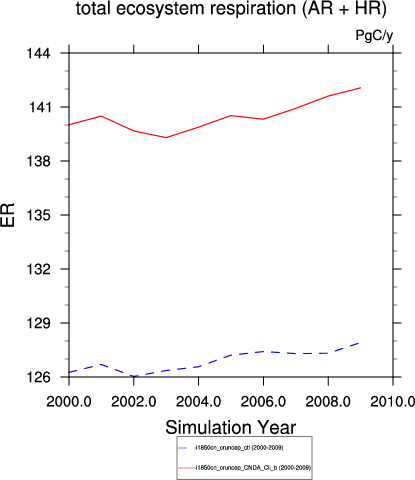 total ecosystem respiration (AR + HR)
PgC/y
144
141
138
135
132
129
126
ER
2000.0 2002.0 2004.0 2006.0 2008.0 2010.0
Simulation Year
i1850cn_cruncep_ctl (2000-2009)
i1850cn_cruncep_CNDA_Cli_b (2000-2009)